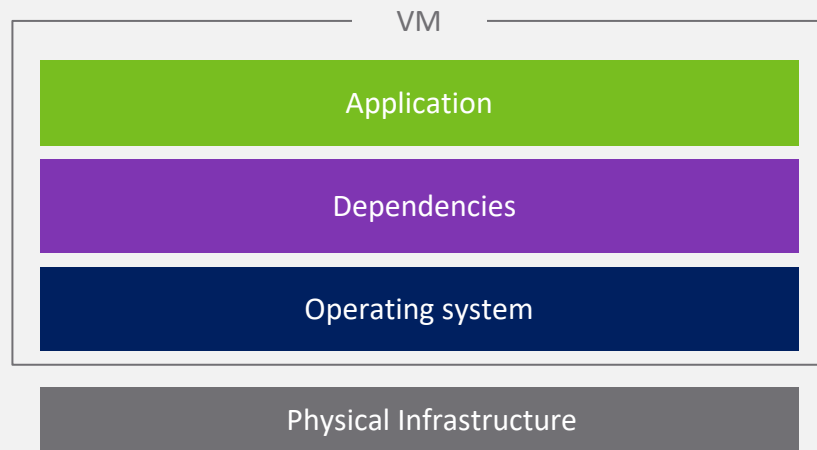 VM
Application
Dependencies
Operating system
Physical Infrastructure